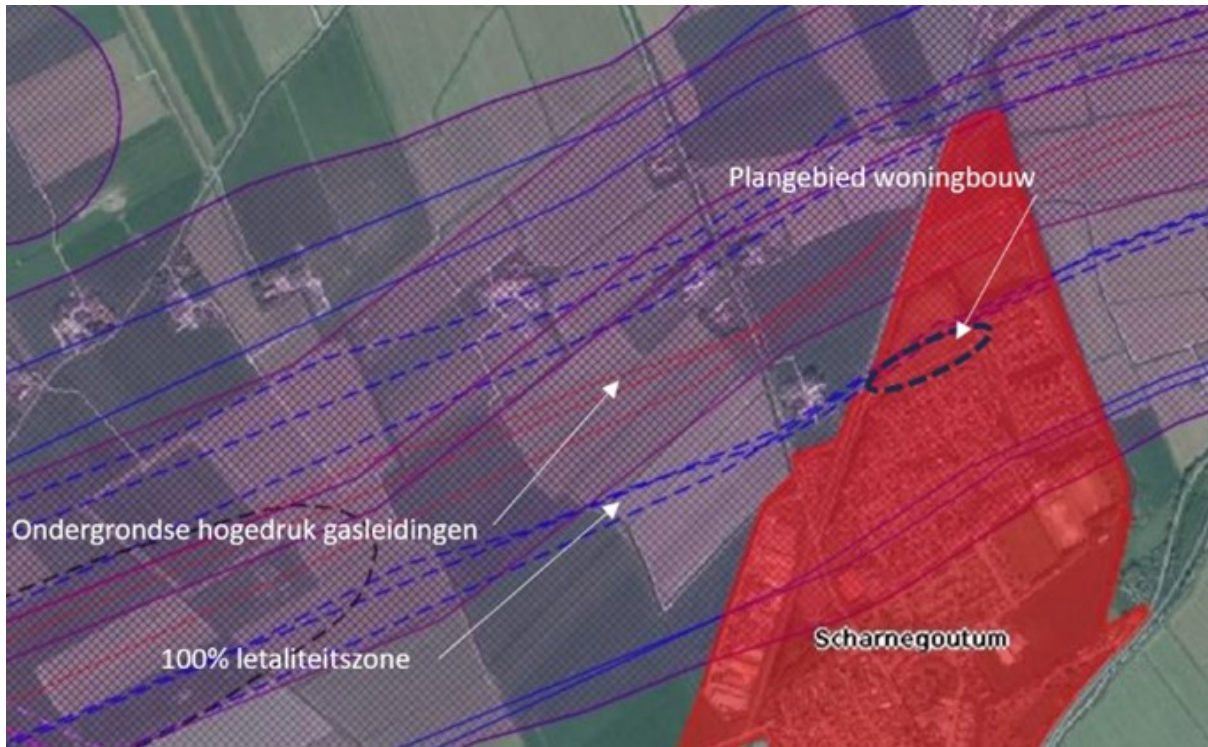 Plangebied woningbouw
Ondergrondse hogedruk gasleidingen
100% letaliteitszone
Scharnegoutum